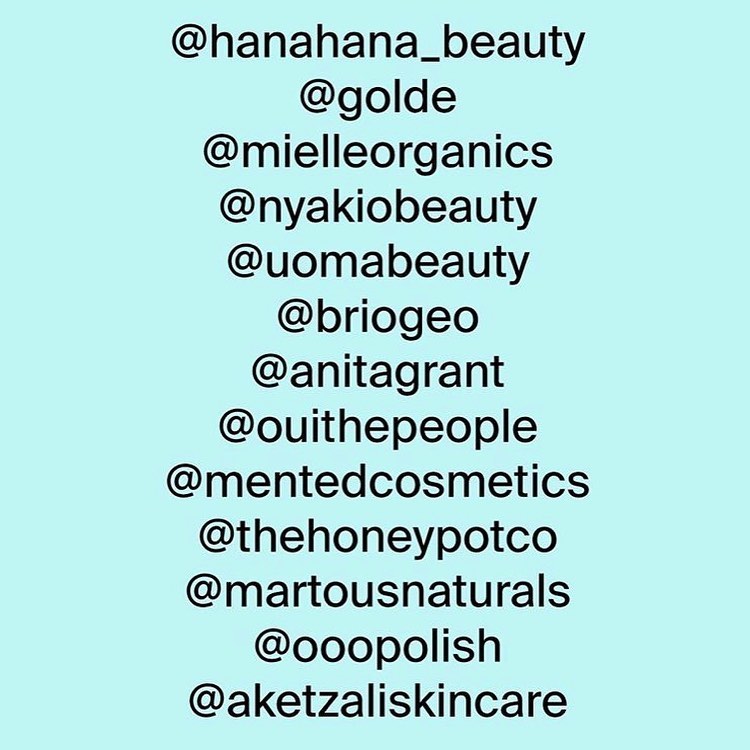 @hanahana_beauty
@golde
@mielleorganics
@nyakiobeauty
@uomabeauty
@briogeo
@anitagrant
@ouithepeople
@mentedcosmetics
@thehoneypotco
@martousnaturals
@ooopolish
@aketzaliskincare